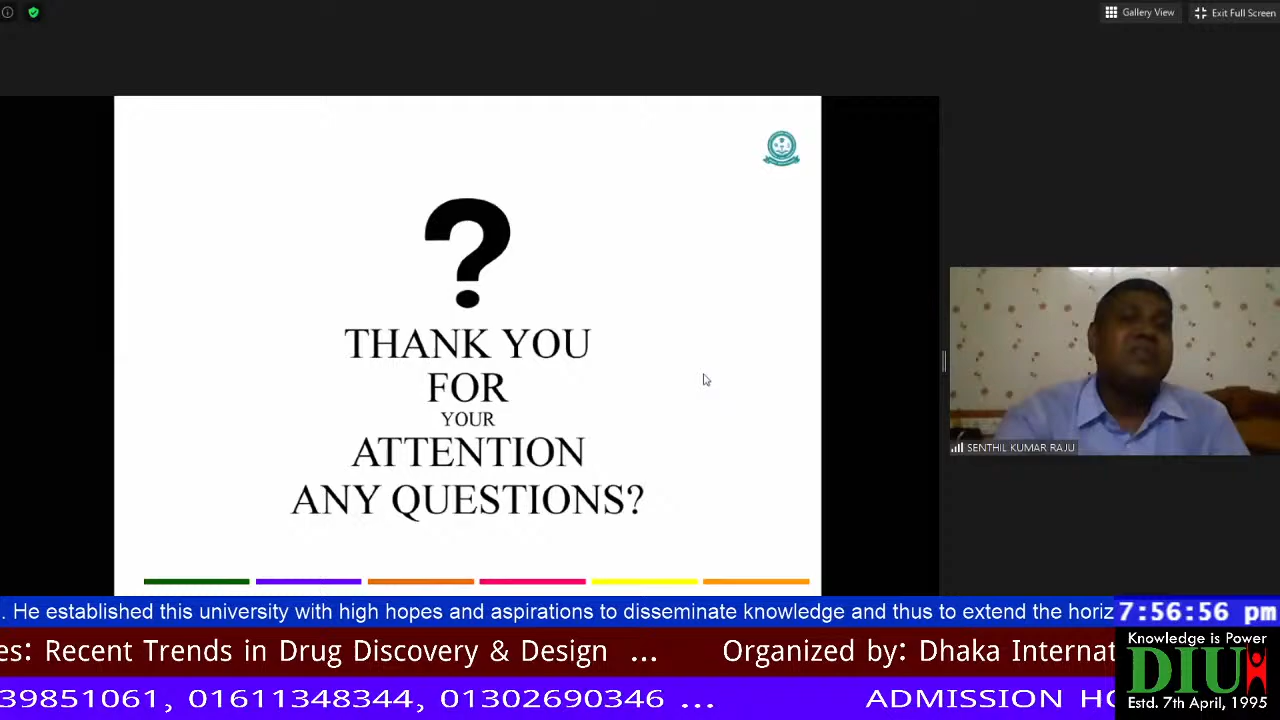 Gallery View
Exit Full Screen
?
THANK YOU
FOR
YOUR
ATTENTION
ANY QUESTIONS?
SENTHIL KUMAR RAJU
. He established this university with high hopes and aspirations to disseminate knowledge and thus to extend the horiz
7:56:56 pm
es: Recent Trends in Drug Discovery & Design ...
Organized by: Dhaka Internat
39851061, 01611348344, 01302690346 ...
ADMISSION HO
Knowledge is Power
DIU
Estd. 7th April, 1995